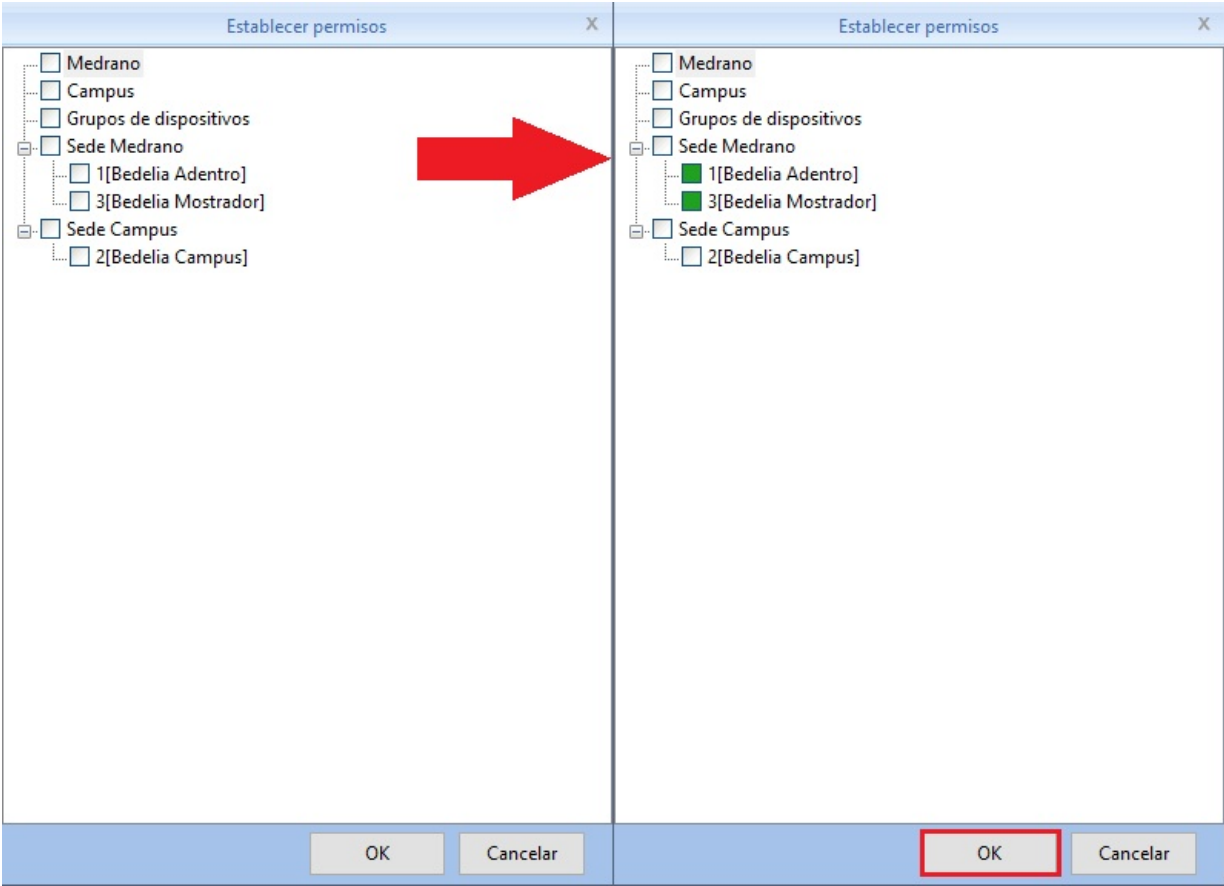 Establecer permisos X
Medrano
Campus
Grupos de dispositivos
Sede Medrano
1[Bedelia Adentro]
3[Bedelia Mostrador]
Sede Campus
2[Bedelia Campus]
OK Cancelar
Establecer permisos X
Medrano
Campus
Grupos de dispositivos
Sede Medrano
1[Bedelia Adentro]
3[Bedelia Mostrador]
Sede Campus
2[Bedelia Campus]
OK Cancelar